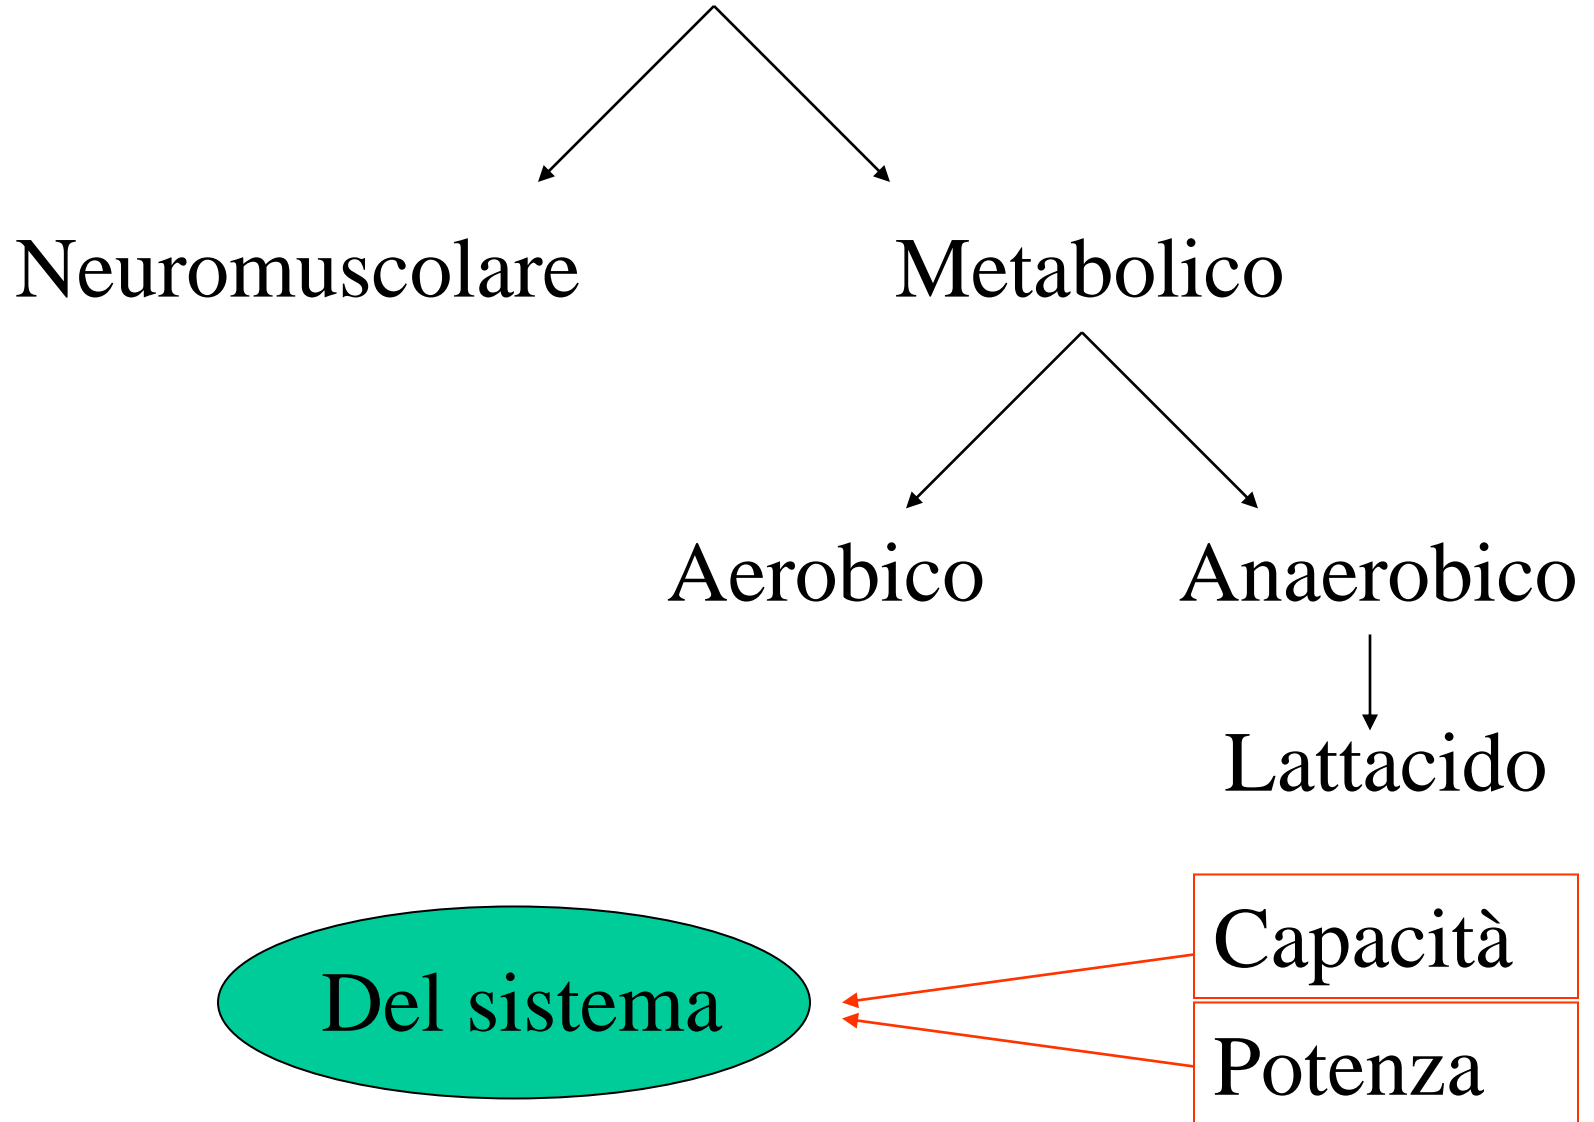 Neuromuscolare
Metabolico
Aerobico
Anaerobico
Lattacido
Capacità
Del sistema
Potenza